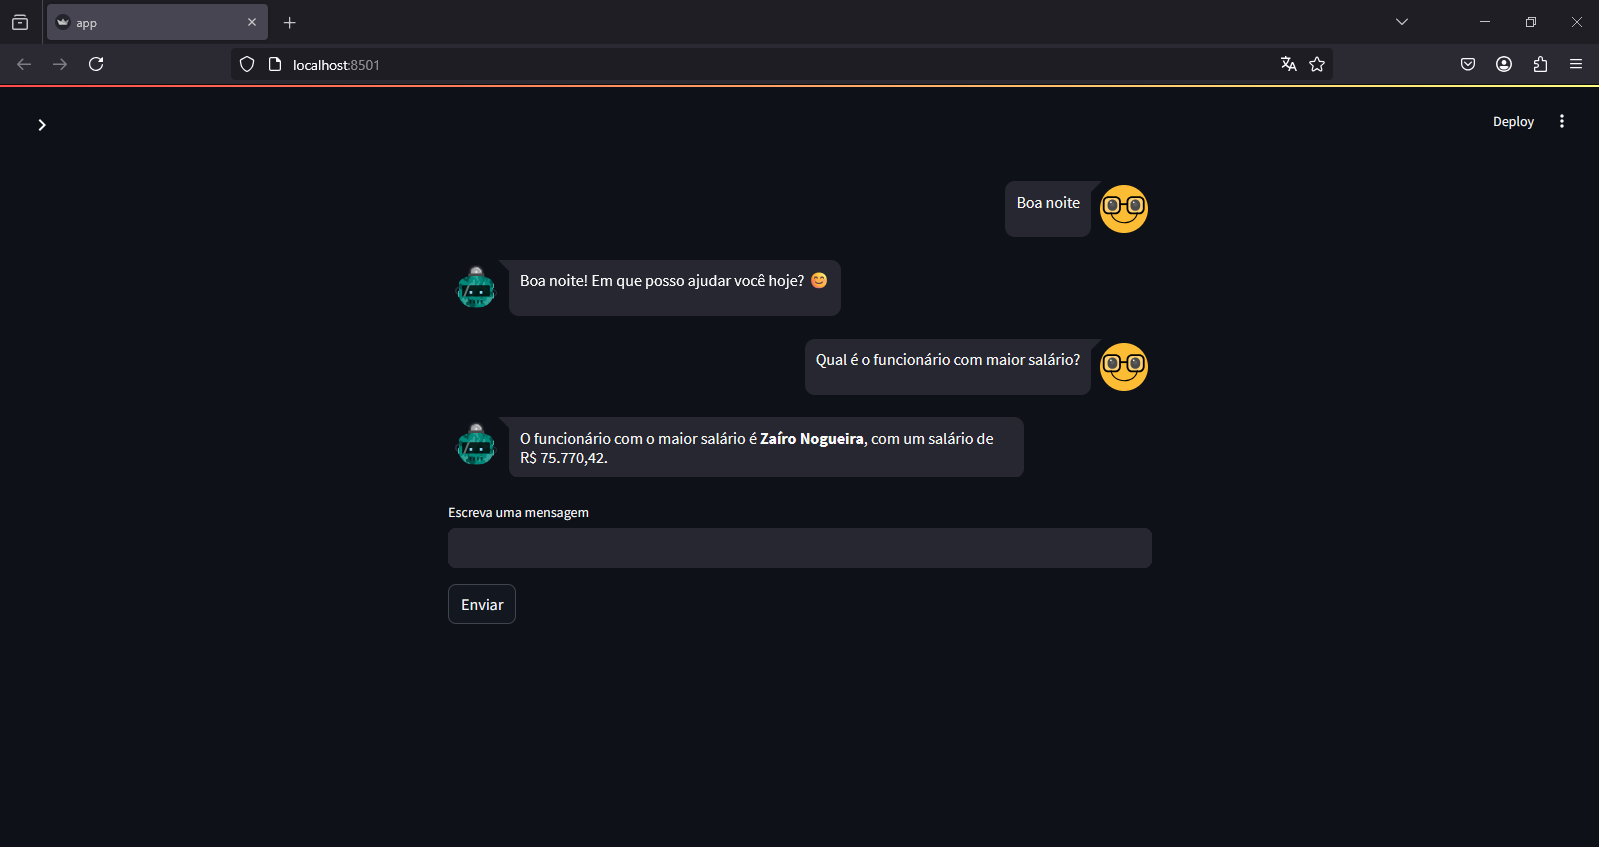 app
localhost:8501
Deploy
Boa noite
Boa noite! Em que posso ajudar você hoje? 😊
Qual é o funcionário com maior salário?
O funcionário com o maior salário é Zaíro Nogueira, com um salário de
R$ 75.770,42.
Escreva uma mensagem
Enviar